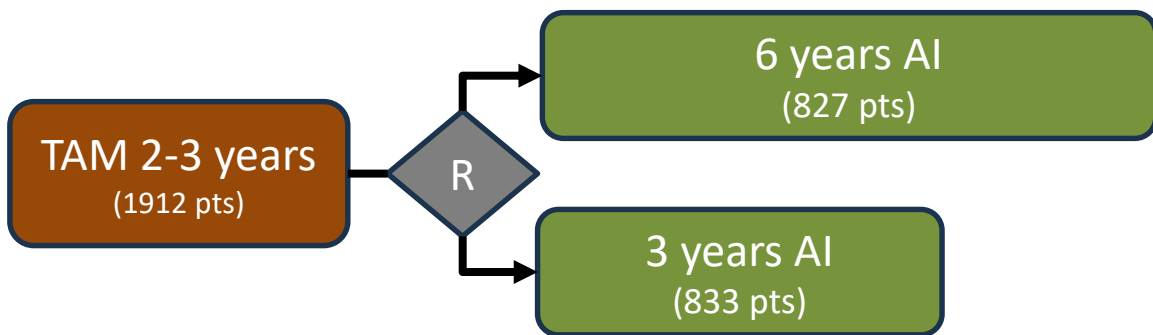 TAM 2-3 years
(1912 pts)
R
6 years AI
(827 pts)
3 years AI
(833 pts)